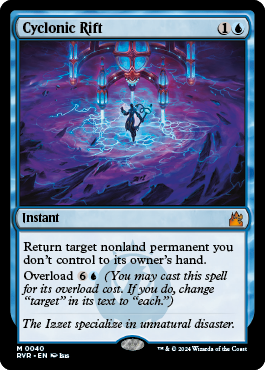 Cyclonic Rift 1
Instant
Return target nonland permanent you
don't control to its owner's hand.
Overload 6 (You may cast this spell
for its overload cost. If you do, change
"target" in its text to "each.")
The Izzet specialize in unnatural disaster.
M 0040
RVR • EN ™ & © 2024 Wizards of the Coast